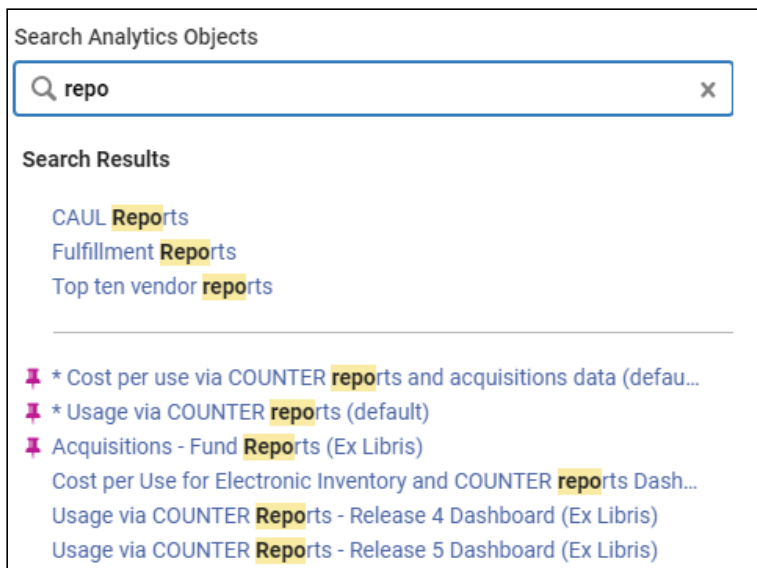 Search Analytics Objects
repo
Search Results
CAUL Reports
Fulfillment Reports
Top ten vendor reports
* Cost per use via COUNTER reports and acquisitions data (defau...
* Usage via COUNTER reports (default)
Acquisitions - Fund Reports (Ex Libris)
Cost per Use for Electronic Inventory and COUNTER reports Dash...
Usage via COUNTER Reports - Release 4 Dashboard (Ex Libris)
Usage via COUNTER Reports - Release 5 Dashboard (Ex Libris)